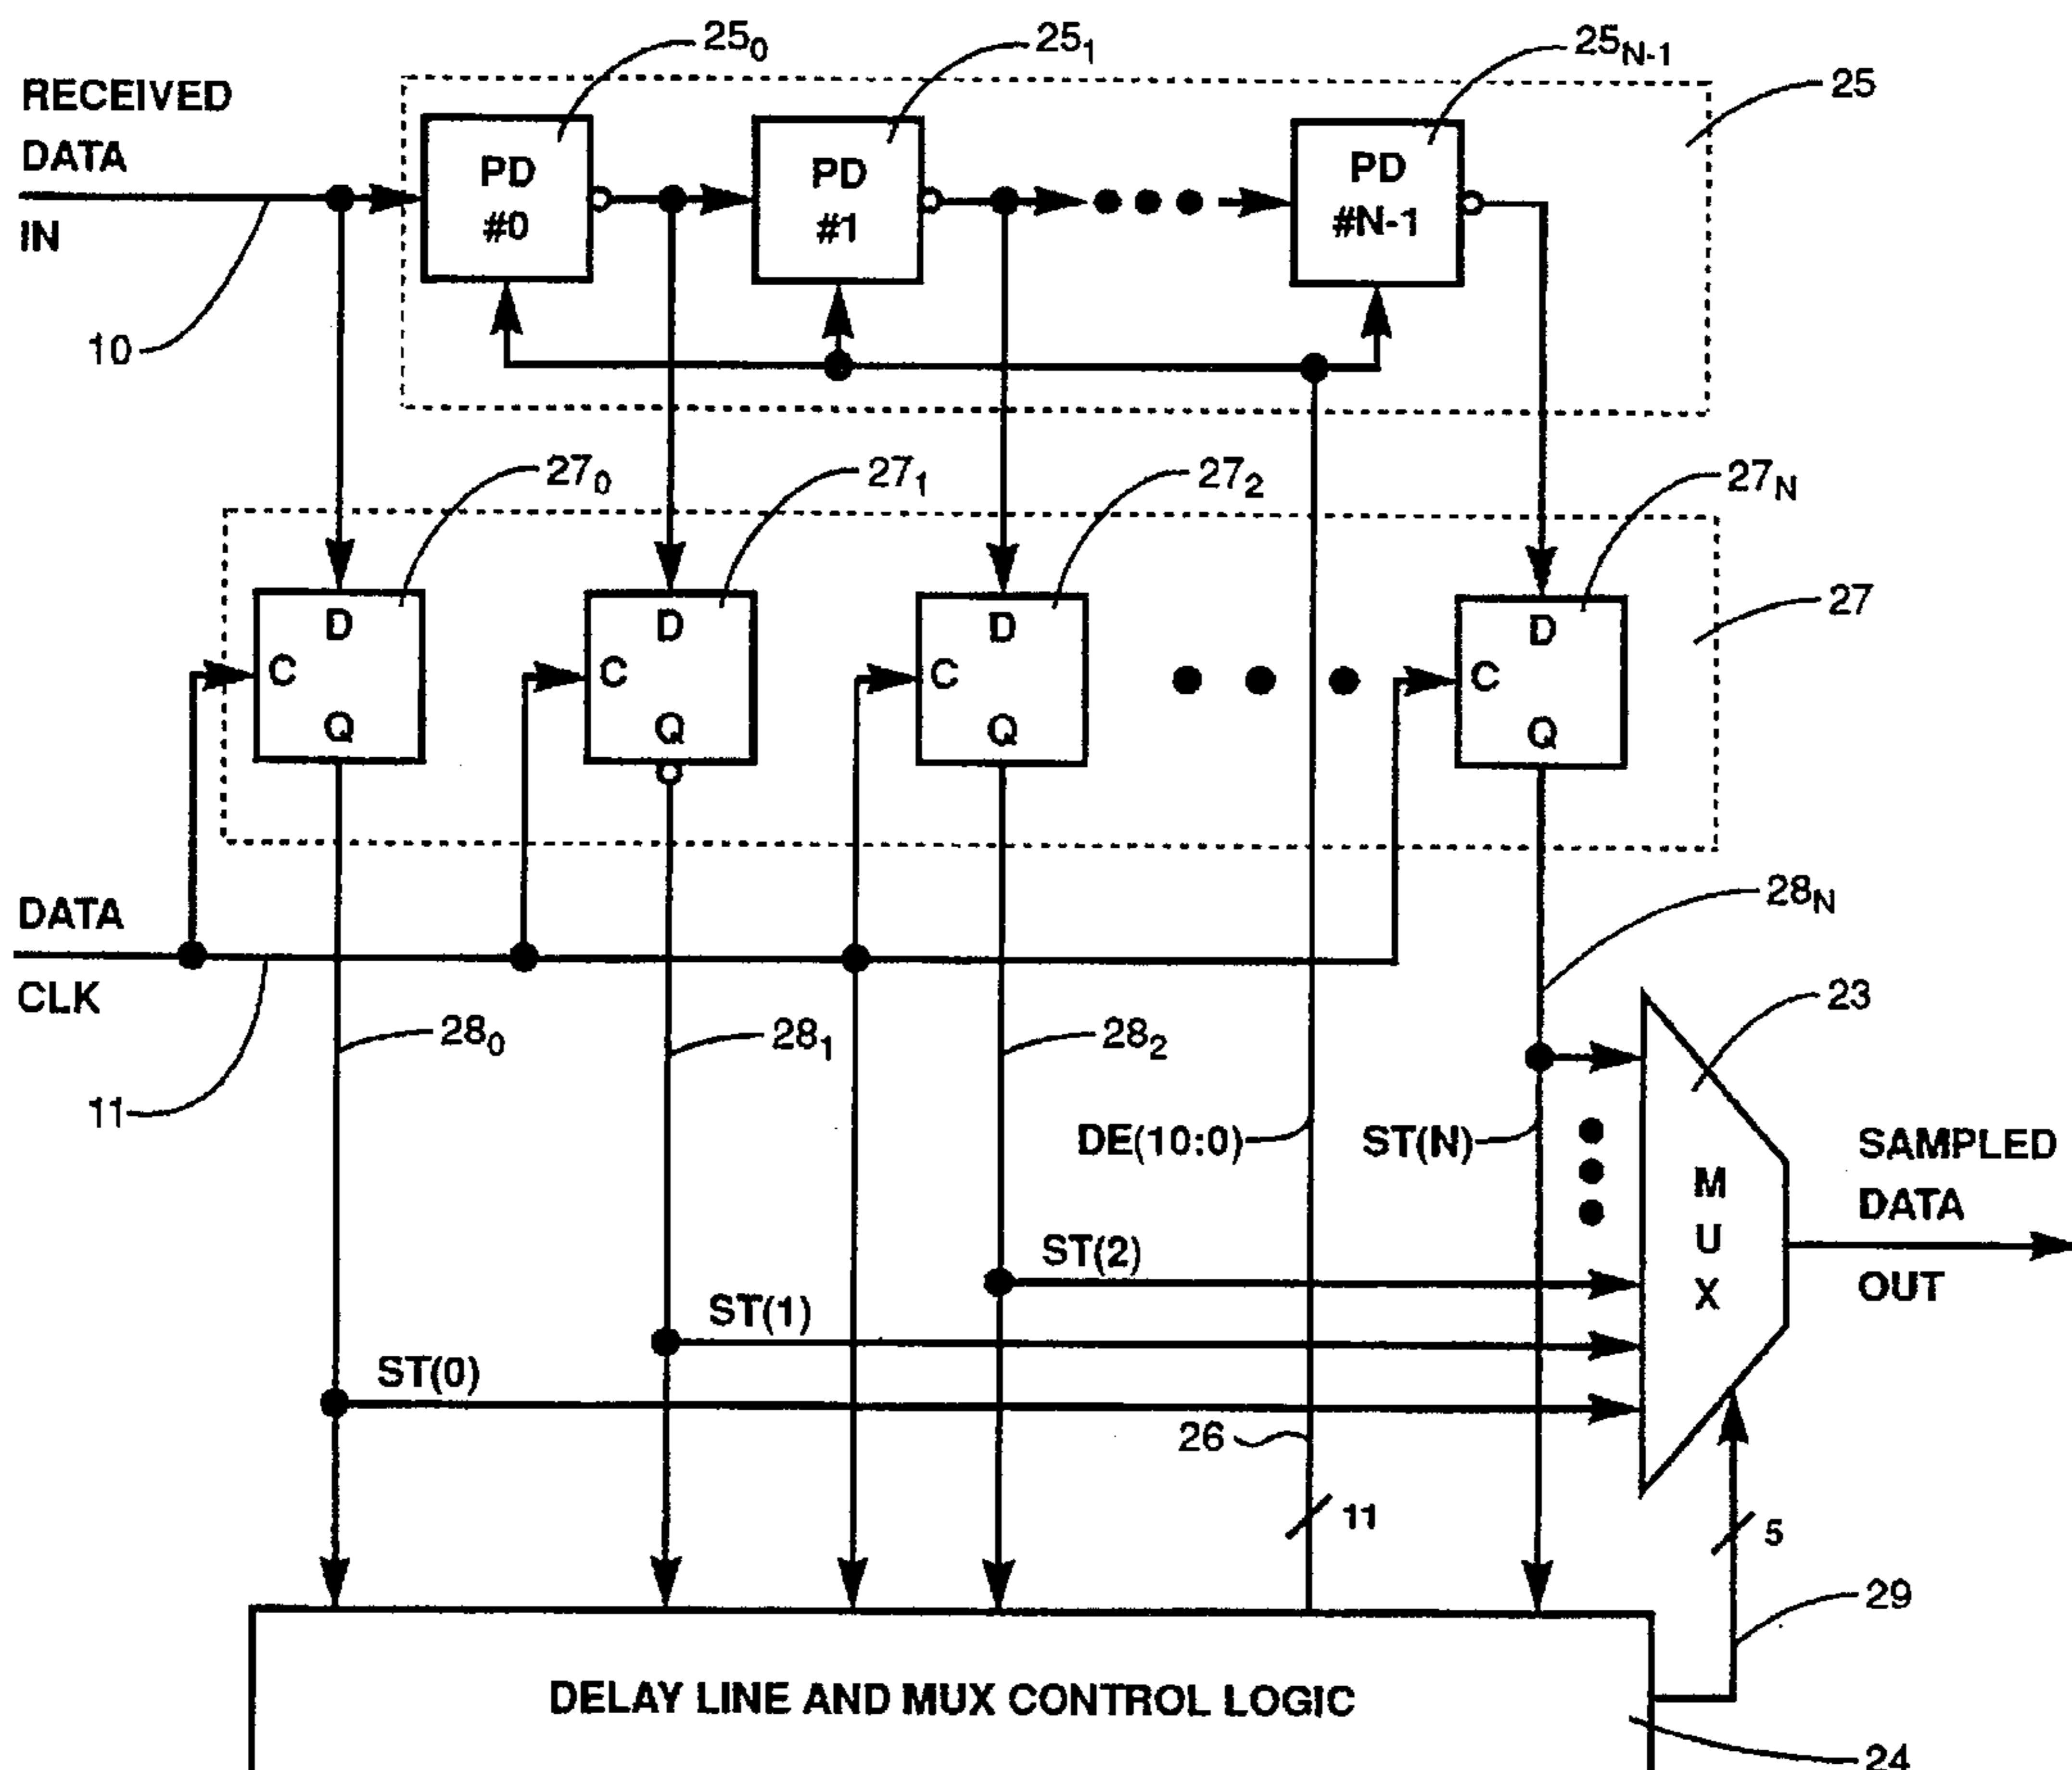 25₀
25₁
25N-1
25
RECEIVED
DATA
IN
PD
#0
PD
#1
PD
#N-1
10
27₀
27₁
27₂
27N
27
D
C
Q
D
C
Q
D
C
Q
D
C
Q
DATA
CLK
11
28₀
28₁
28₂
28N
23
DE(10:0)
ST(N)
MUX
SAMPLED
DATA
OUT
ST(2)
ST(1)
ST(0)
26
11
5
29
DELAY LINE AND MUX CONTROL LOGIC
24